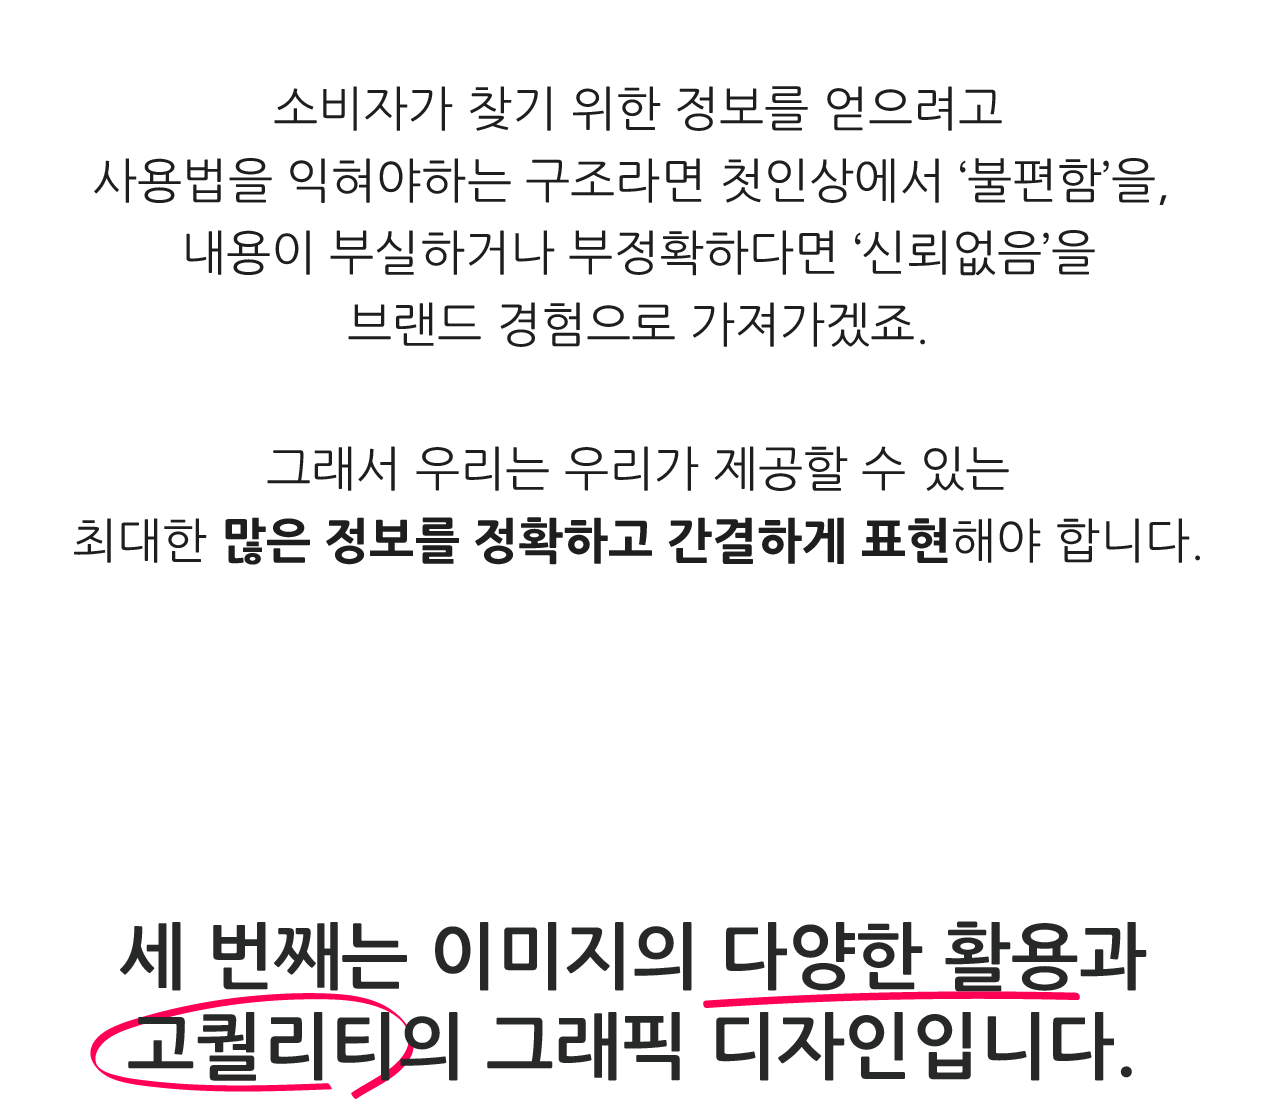 소비자가 찾기 위한 정보를 얻으려고
사용법을 익혀야하는 구조라면 첫인상에서 ‘불편함’을,
내용이 부실하거나 부정확하다면 ‘신뢰없음’을
브랜드 경험으로 가져가겠죠.
그래서 우리는 우리가 제공할 수 있는
최대한 많은 정보를 정확하고 간결하게 표현해야 합니다.
세 번째는 이미지의 다양한 활용과
고퀄리티의 그래픽 디자인입니다.